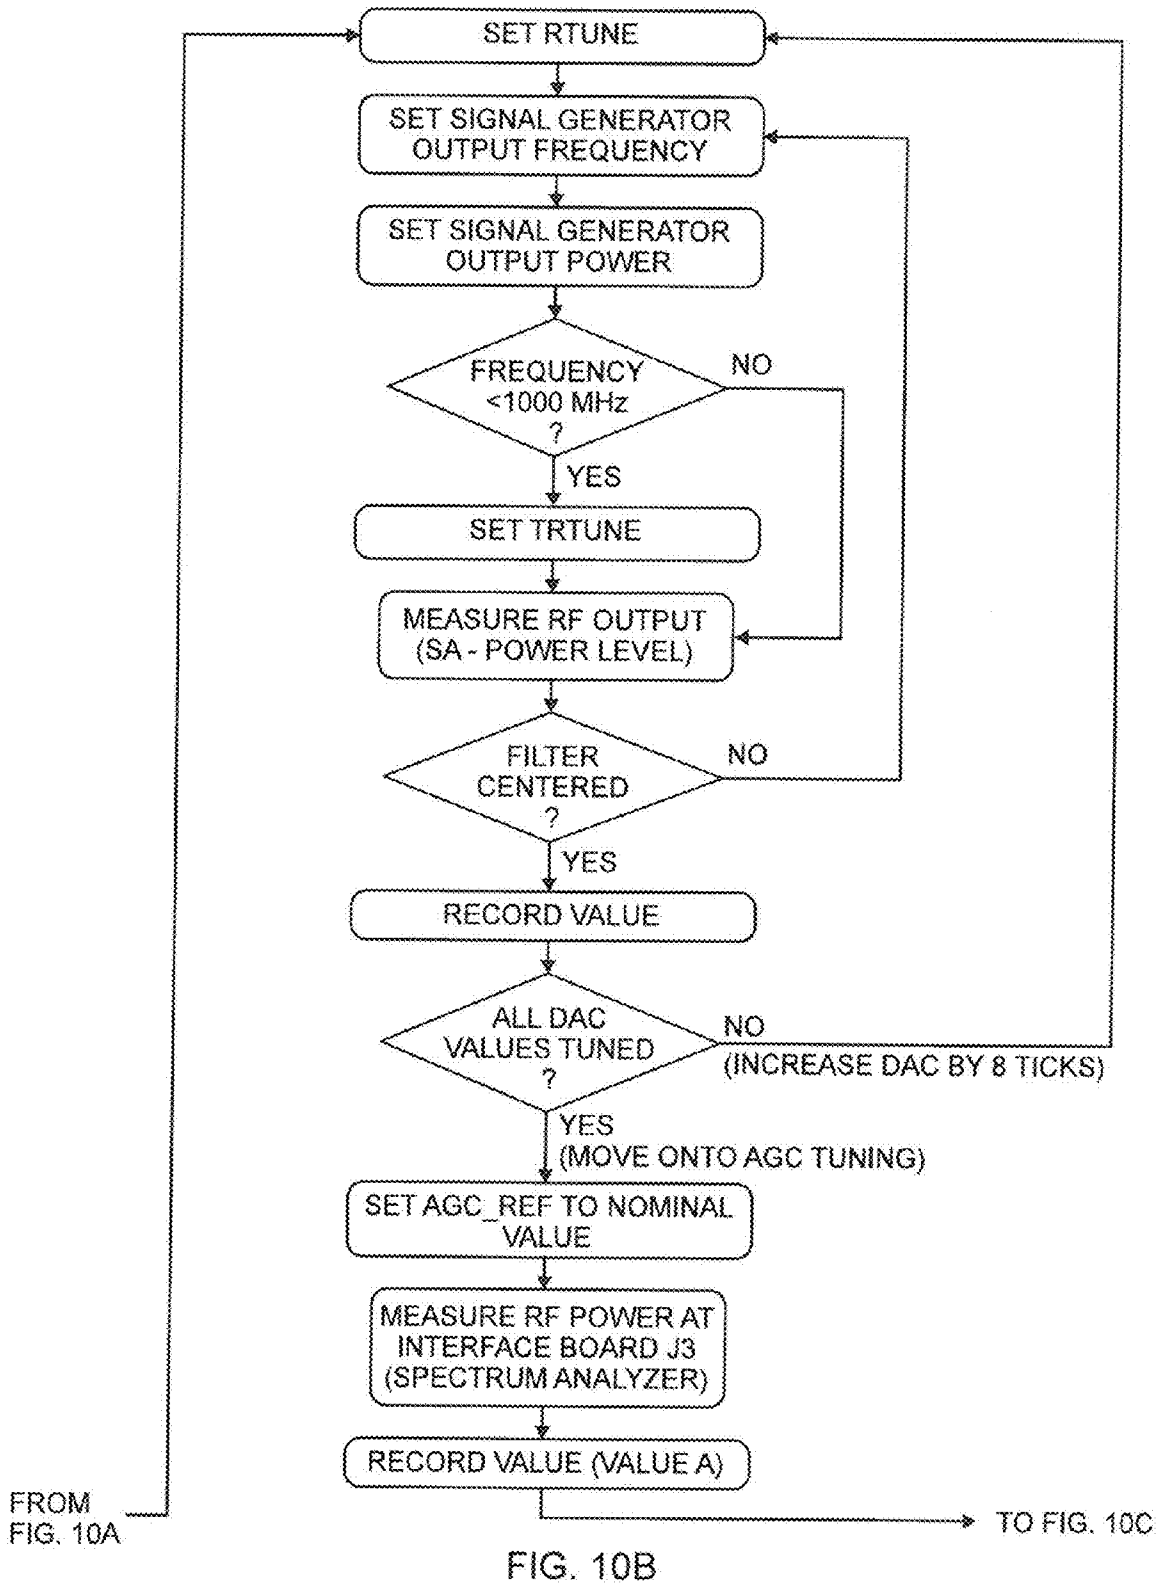 SET RTUNE
SET SIGNAL GENERATOR
OUTPUT FREQUENCY
SET SIGNAL GENERATOR
OUTPUT POWER
FREQUENCY
<1000 MHz
?
NO
YES
SET TRTUNE
MEASURE RF OUTPUT
(SA - POWER LEVEL)
FILTER
CENTERED
?
NO
YES
RECORD VALUE
ALL DAC
VALUES TUNED
?
NO
(INCREASE DAC BY 8 TICKS)
YES
(MOVE ONTO AGC TUNING)
SET AGC_REF TO NOMINAL
VALUE
MEASURE RF POWER AT
INTERFACE BOARD J3
(SPECTRUM ANALYZER)
RECORD VALUE (VALUE A)
FROM
FIG. 10A
TO FIG. 10C
FIG. 10B